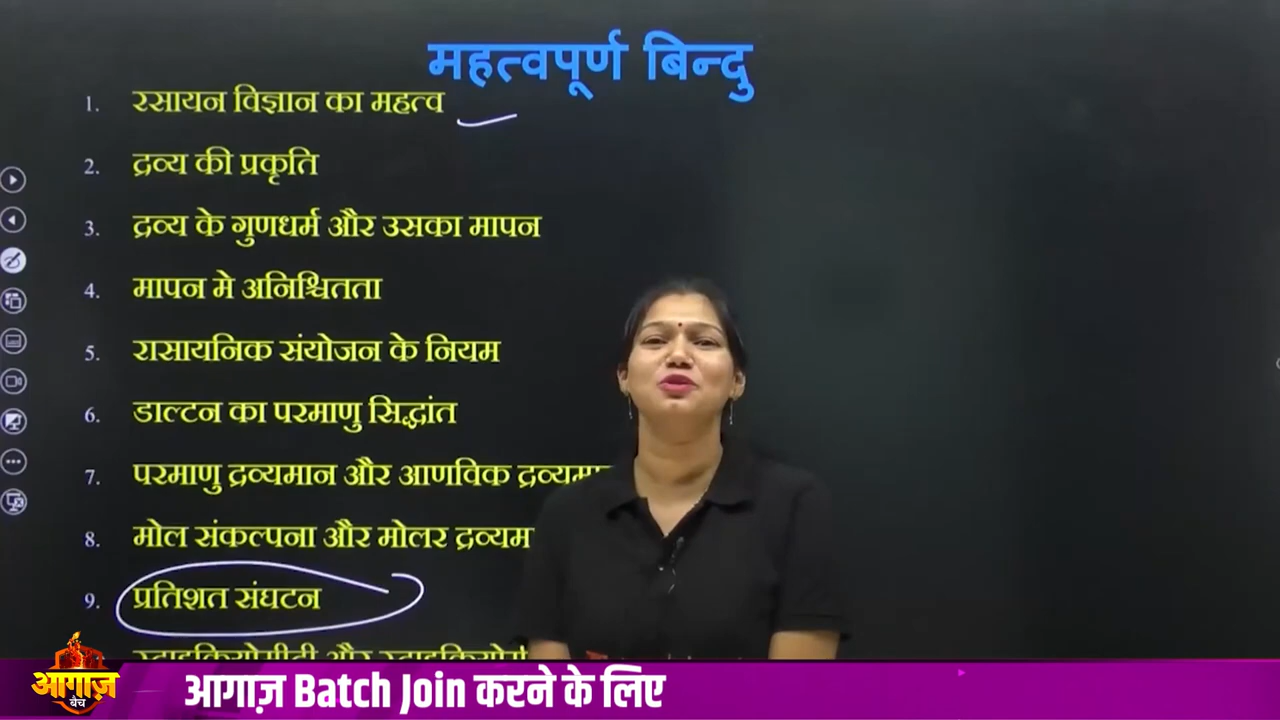 महत्वपूर्ण बिन्दु
1. रसायन विज्ञान का महत्व
2. द्रव्य की प्रकृति
3. द्रव्य के गुणधर्म और उसका मापन
4. मापन मे अनिश्चितता
5. रासायनिक संयोजन के नियम
6. डाल्टन का परमाणु सिद्धांत
7. परमाणु द्रव्यमान और आणविक
8. मोल संकल्पना और मोलर
9. प्रतिशत संघटन
और
आगाज़
बैच
आगाज़ Batch Join करने के लिए